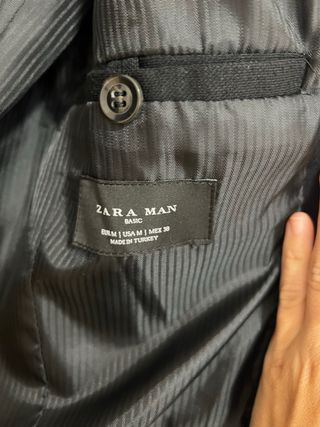 ZARA MAN
BASIC
EUR M | USA M | MEX 38
MADE IN TURKEY